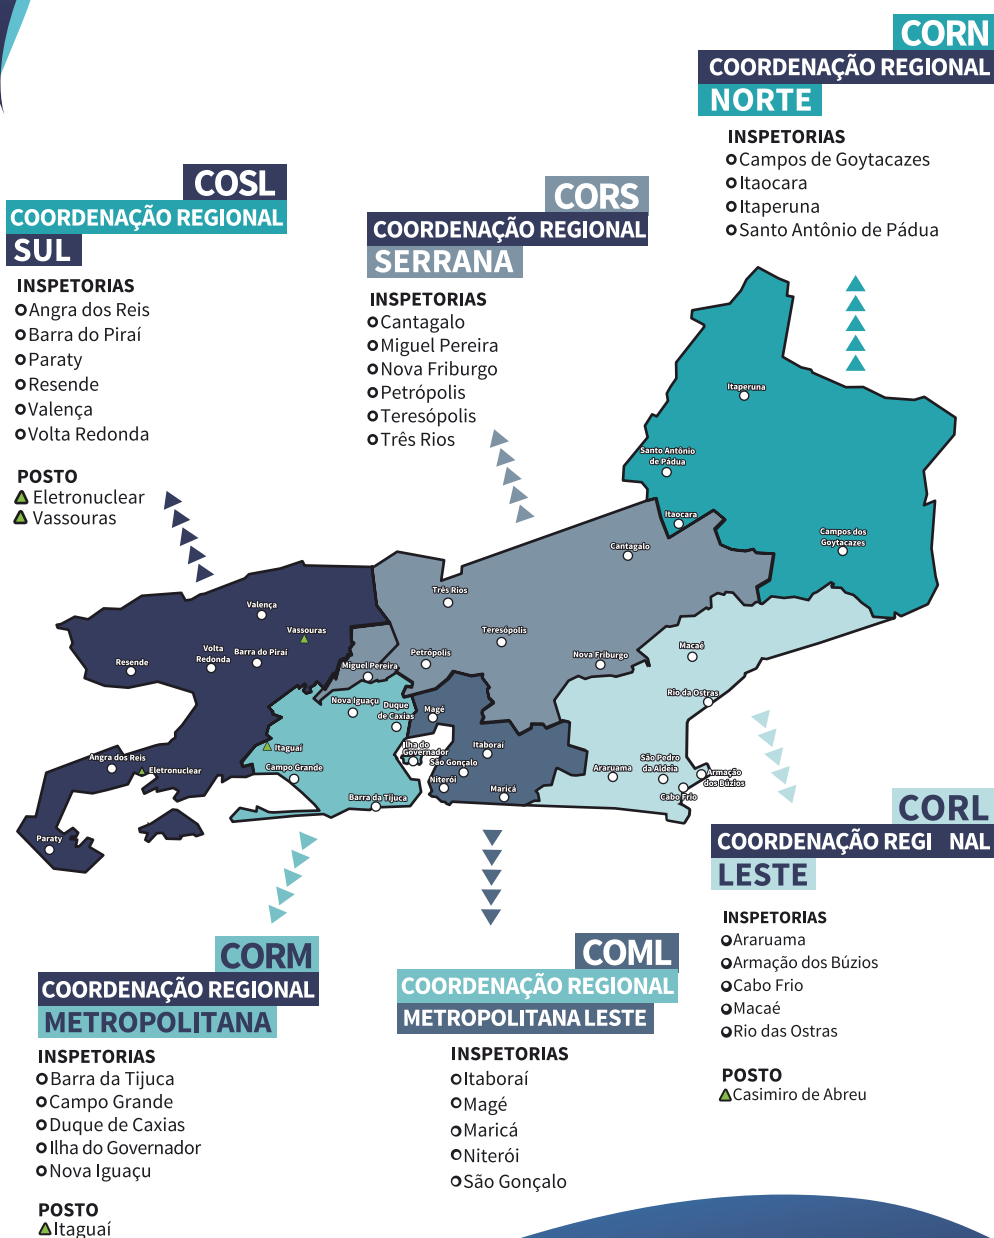 CORN
COORDENAÇÃO REGIONAL
NORTE
INSPETORIAS
Campos de Goytacazes
Itaocara
Itaperuna
Santo Antônio de Pádua
COSL
COORDENAÇÃO REGIONAL
SUL
INSPETORIAS
Angra dos Reis
Barra do Piraí
Paraty
Resende
Valença
Volta Redonda
POSTO
Eletronuclear
Vassouras
CORS
COORDENAÇÃO REGIONAL
SERRANA
INSPETORIAS
Cantagalo
Miguel Pereira
Nova Friburgo
Petrópolis
Teresópolis
Três Rios
Itaperuna
Santo Antônio
de Pádua
Itaocara
Campos dos
Goytacazes
Cantagalo
Três Rios
Teresópolis
Nova Friburgo
Petrópolis
Miguel Pereira
Valença
Vassouras
Volta
Redonda
Barra do Piraí
Resende
Angra dos Reis
Eletronuclear
Paraty
Nova Iguaçu
Duque
de Caxias
Itaguaí
Campo Grande
Barra da Tijuca
Ilha do
Governador
Magé
Itaboraí
São Gonçalo
Niterói
Maricá
Macaé
Rio da Ostras
São Pedro
da Aldeia
Araruama
Armação
dos Búzios
Cabo Frio
CORL
COORDENAÇÃO REGI NAL
LESTE
INSPETORIAS
Araruama
Armação dos Búzios
Cabo Frio
Macaé
Rio das Ostras
POSTO
Casimiro de Abreu
CORM
COORDENAÇÃO REGIONAL
METROPOLITANA
INSPETORIAS
Barra da Tijuca
Campo Grande
Duque de Caxias
Ilha do Governador
Nova Iguaçu
POSTO
Itaguaí
COML
COORDENAÇÃO REGIONAL
METROPOLITANA LESTE
INSPETORIAS
Itaboraí
Magé
Maricá
Niterói
São Gonçalo